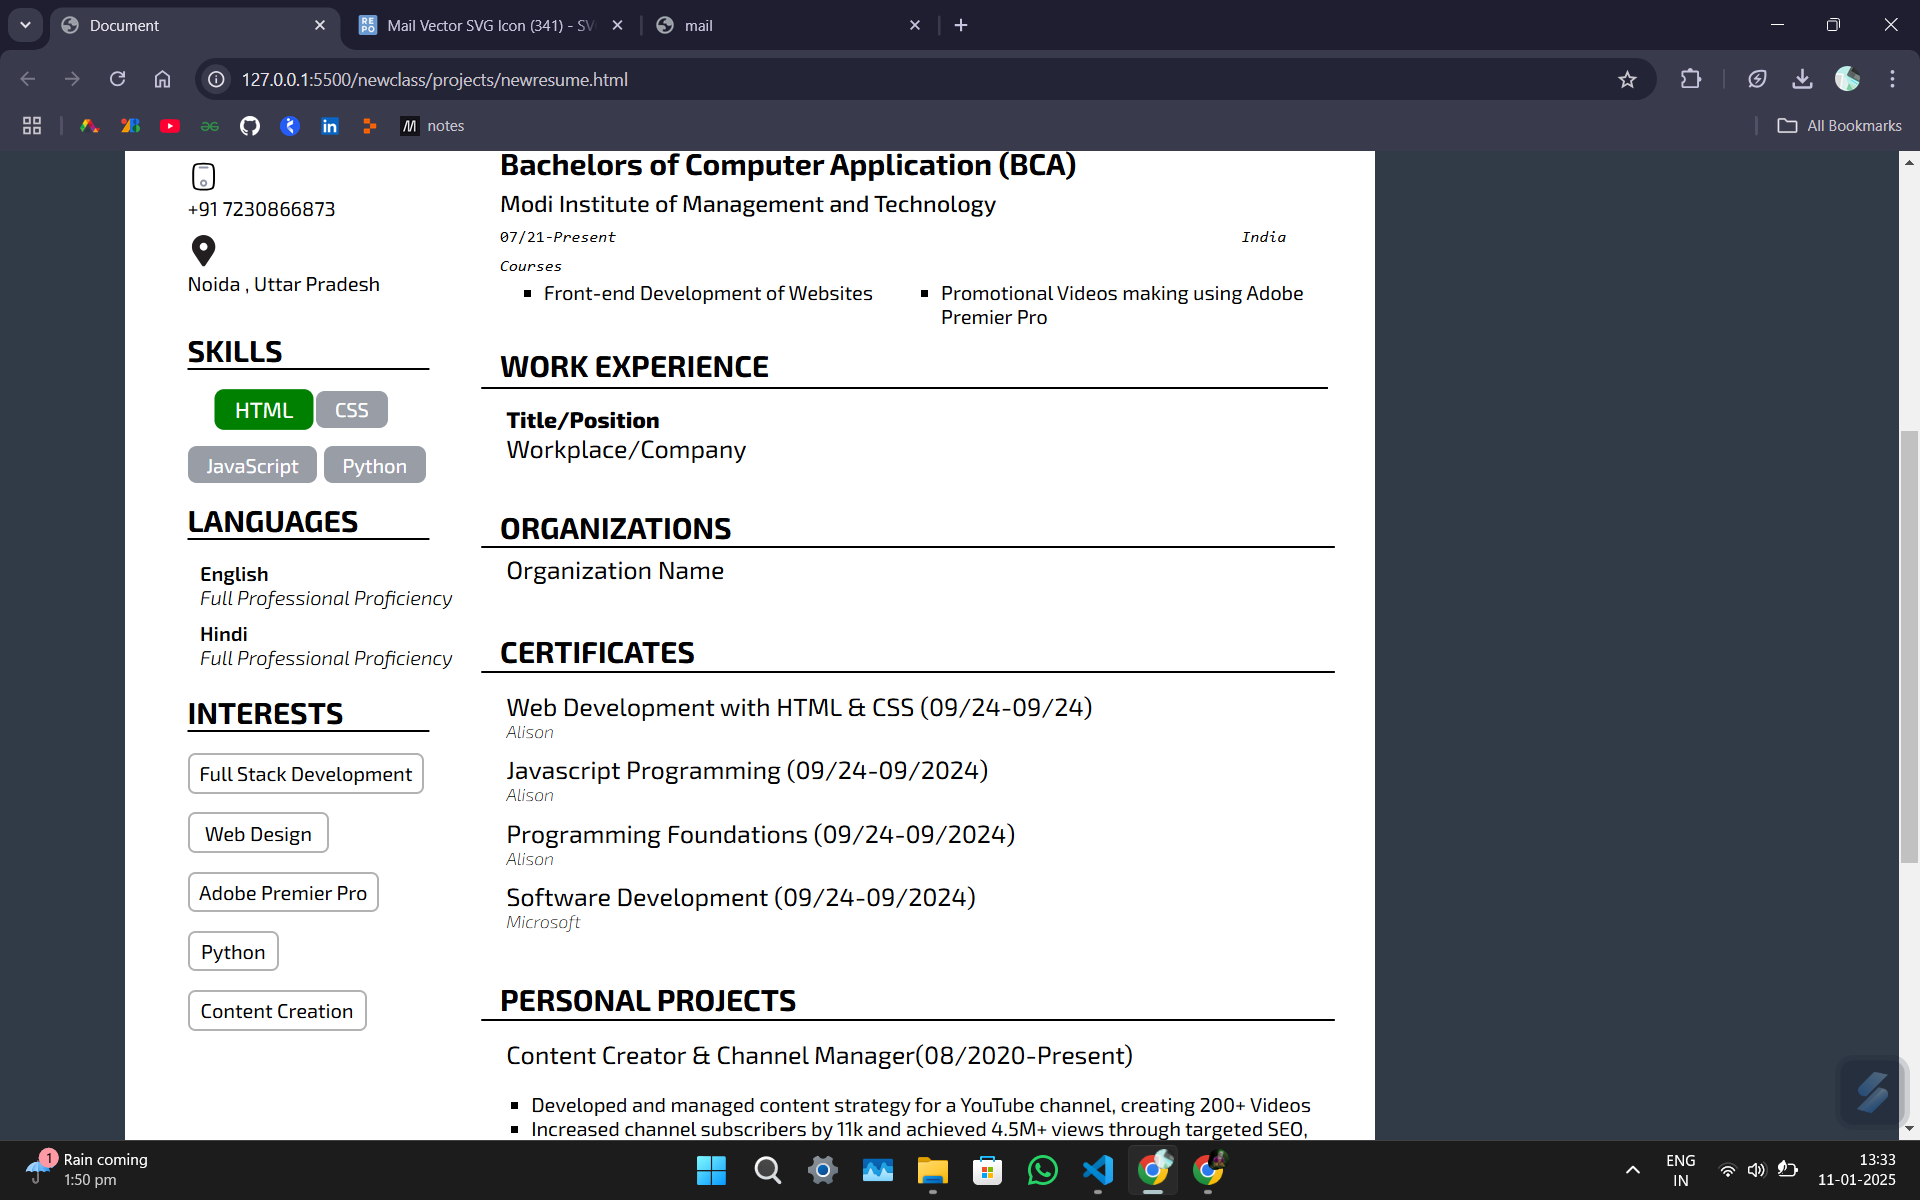 Document
Mail Vector SVG Icon (341) - SV
mail
127.0.0.1:5500/newclass/projects/newresume.html
notes
All Bookmarks
+91 7230866873
Noida , Uttar Pradesh
SKILLS
HTML
CSS
JavaScript
Python
LANGUAGES
English
Full Professional Proficiency
Hindi
Full Professional Proficiency
INTERESTS
Full Stack Development
Web Design
Adobe Premier Pro
Python
Content Creation
Bachelors of Computer Application (BCA)
Modi Institute of Management and Technology
07/21-Present India
Courses
Front-end Development of Websites
Promotional Videos making using Adobe
Premier Pro
WORK EXPERIENCE
Title/Position
Workplace/Company
ORGANIZATIONS
Organization Name
CERTIFICATES
Web Development with HTML & CSS (09/24-09/24)
Alison
Javascript Programming (09/24-09/2024)
Alison
Programming Foundations (09/24-09/2024)
Alison
Software Development (09/24-09/2024)
Microsoft
PERSONAL PROJECTS
Content Creator & Channel Manager(08/2020-Present)
Developed and managed content strategy for a YouTube channel, creating 200+ Videos
Increased channel subscribers by 11k and achieved 4.5M+ views through targeted SEO,
1
Rain coming
1:50 pm
ENG
IN
13:33
11-01-2025